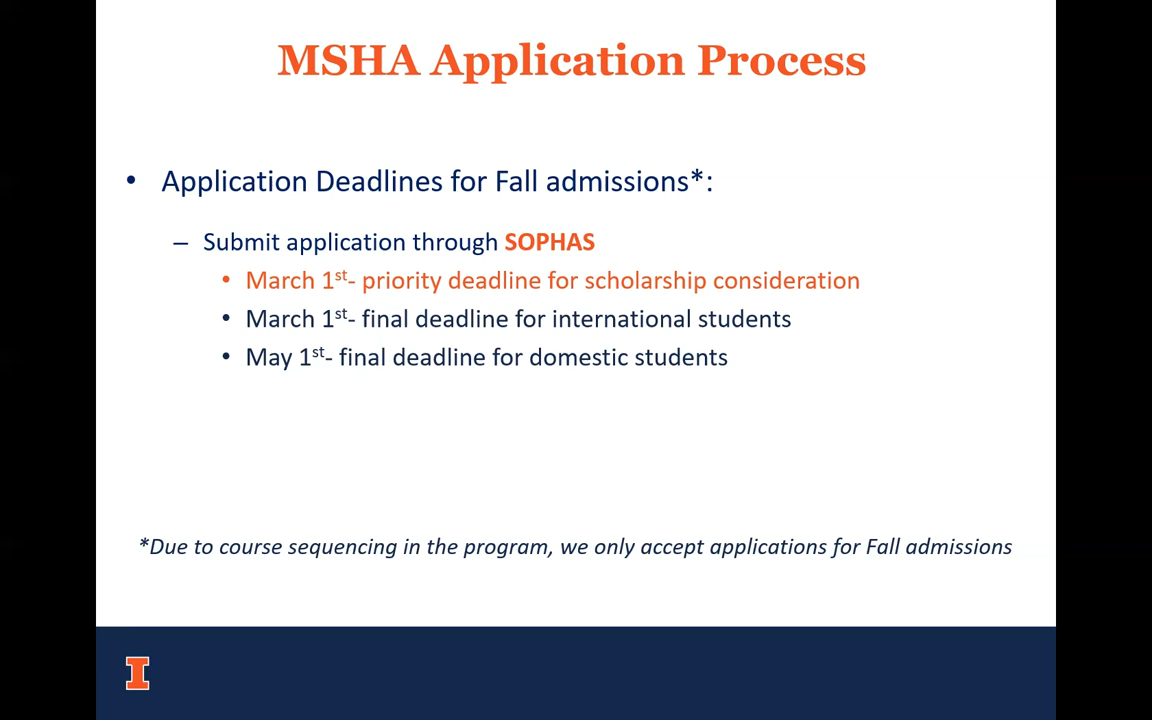 MSHA Application Process
• Application Deadlines for Fall admissions*:
– Submit application through SOPHAS
• March 1st- priority deadline for scholarship consideration
• March 1st- final deadline for international students
• May 1st- final deadline for domestic students
*Due to course sequencing in the program, we only accept applications for Fall admissions
I